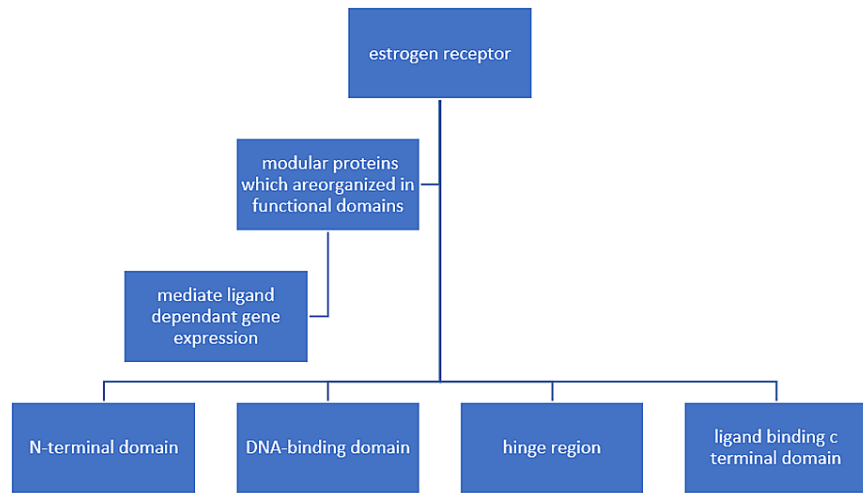 estrogen receptor
modular proteins
which areorganized in
functional domains
mediate ligand
dependant gene
expression
N-terminal domain
DNA-binding domain
hinge region
ligand binding c
terminal domain